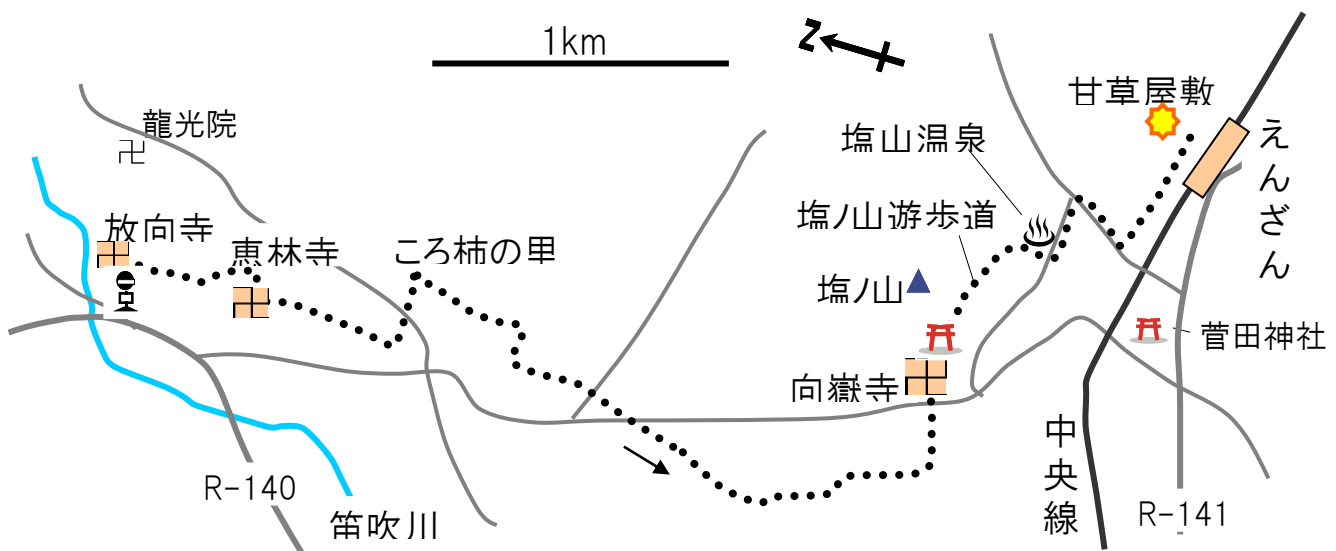 1km
N
甘草屋敷
龍光院
卍
えんざん
塩山温泉
放向寺
恵林寺
ころ柿の里
塩ノ山遊歩道
塩ノ山
菅田神社
向嶽寺
中央線
R-140
笛吹川
R-141